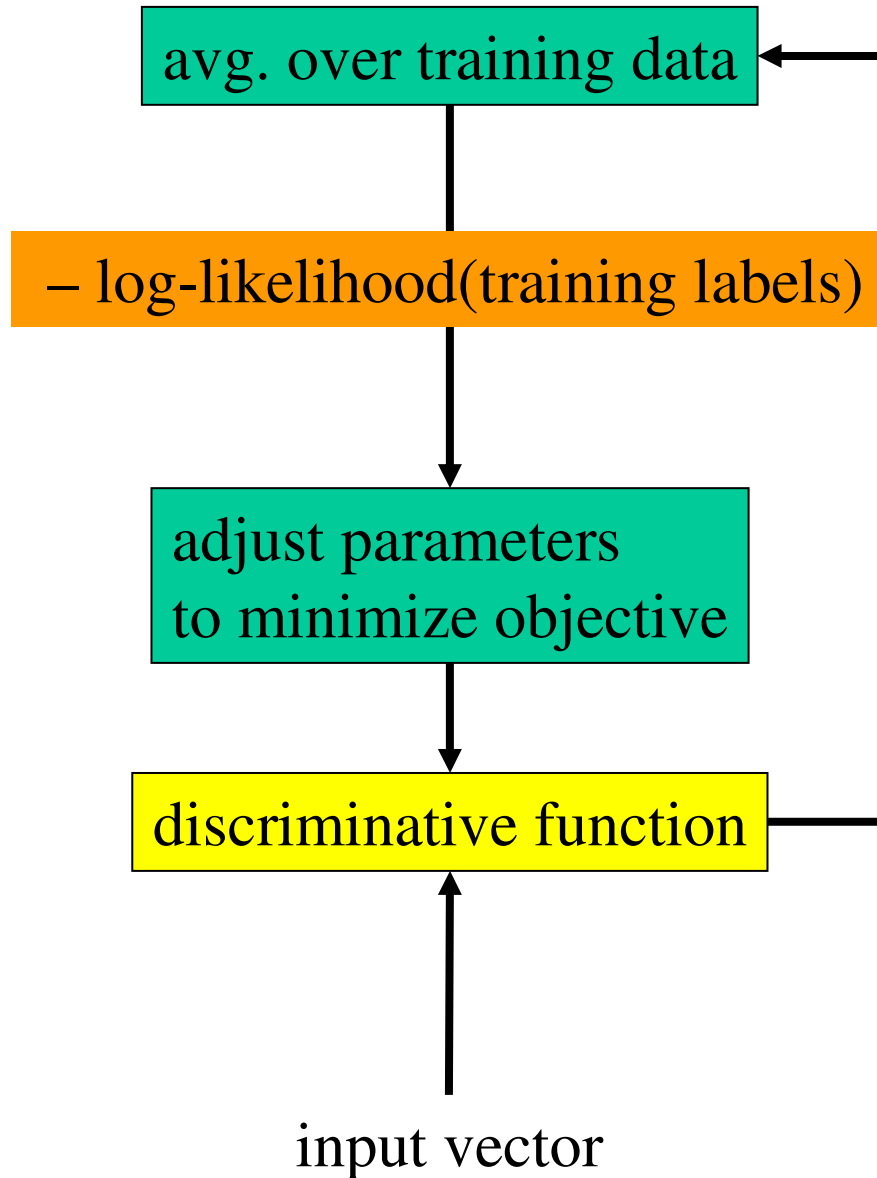 avg. over training data
– log-likelihood(training labels)
adjust parameters
to minimize objective
discriminative function
input vector